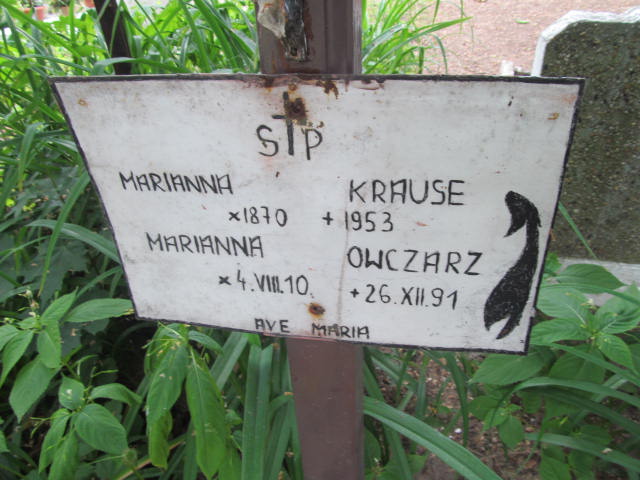 S † P
MARIANNA KRAUSE
×1870 + 1953
MARIANNA OWCZARZ
×4.VIII.10. +26.XII.91
AVE MARIA